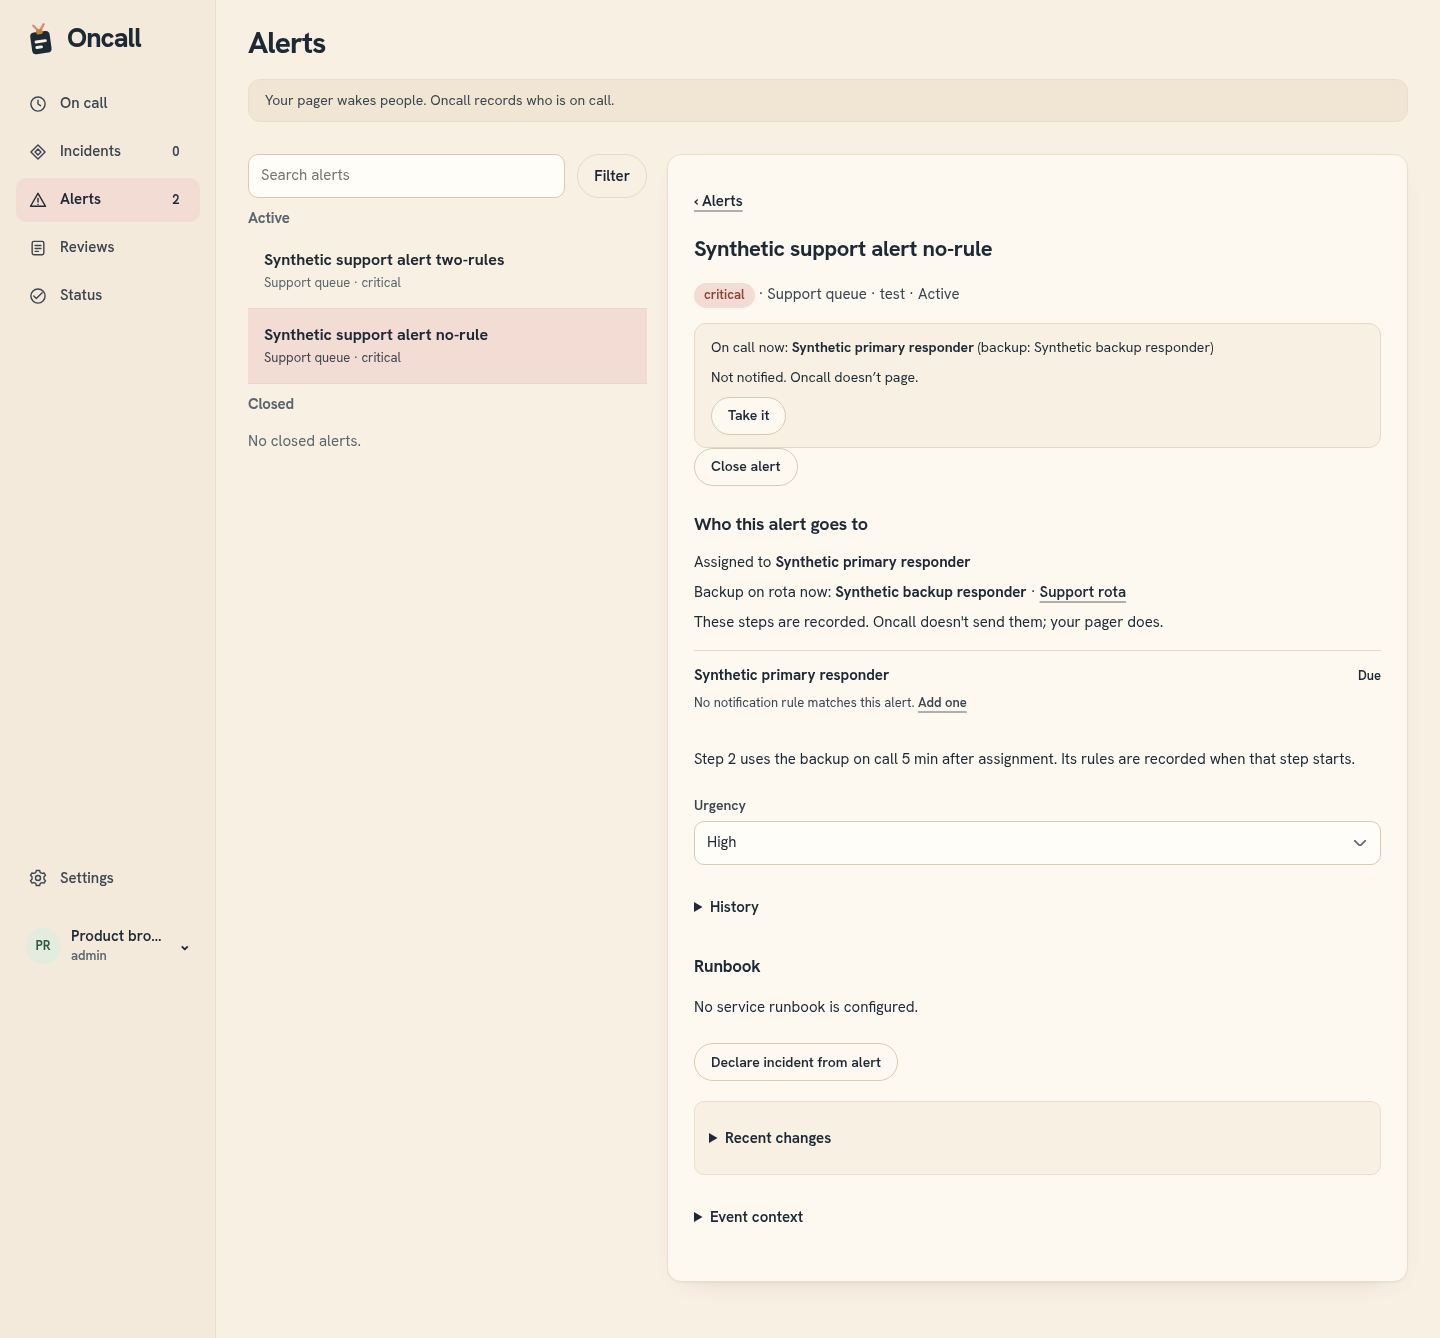 Oncall
On call
Incidents 0
Alerts 2
Reviews
Status
Settings
PR
Product bro…
admin
Alerts
Your pager wakes people. Oncall records who is on call.
Search alerts
Filter
Active
Synthetic support alert two-rules
Support queue · critical
Synthetic support alert no-rule
Support queue · critical
Closed
No closed alerts.
‹ Alerts
Synthetic support alert no-rule
critical · Support queue · test · Active
On call now: Synthetic primary responder (backup: Synthetic backup responder)
Not notified. Oncall doesn’t page.
Take it
Close alert
Who this alert goes to
Assigned to Synthetic primary responder
Backup on rota now: Synthetic backup responder · Support rota
These steps are recorded. Oncall doesn't send them; your pager does.
Synthetic primary responder Due
No notification rule matches this alert. Add one
Step 2 uses the backup on call 5 min after assignment. Its rules are recorded when that step starts.
Urgency
High
History
Runbook
No service runbook is configured.
Declare incident from alert
Recent changes
Event context